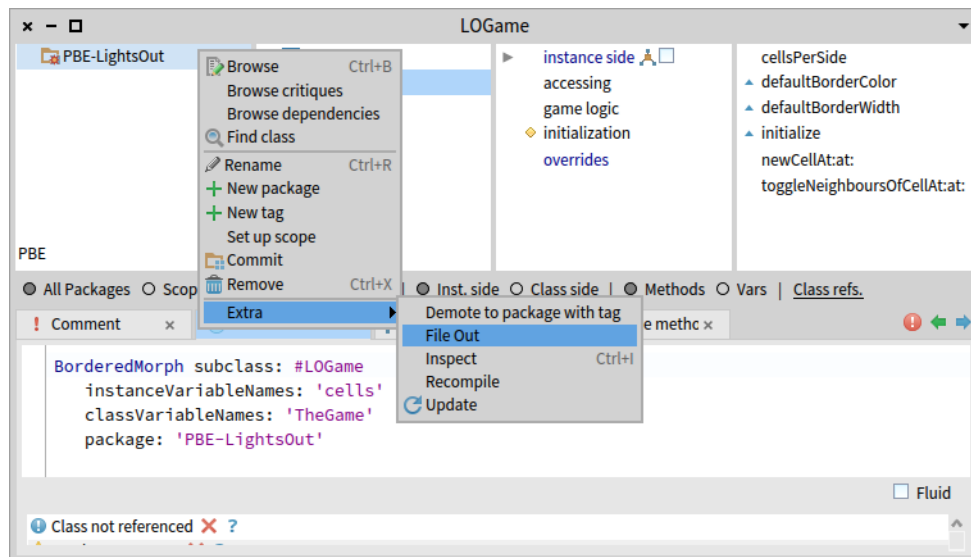 LOGame
PBE-LightsOut
PBE
Browse Ctrl+B
Browse critiques
Browse dependencies
Find class
Rename Ctrl+R
New package
New tag
Set up scope
Commit
Remove Ctrl+X
Extra
instance side
accessing
game logic
initialization
overrides
cellsPerSide
defaultBorderColor
defaultBorderWidth
initialize
newCellAt:at:
toggleNeighboursOfCellAt:at:
All Packages Scop | Inst. side Class side | Methods Vars | Class refs.
Demote to package with tag
File Out
Inspect Ctrl+I
Recompile
Update
! Comment × e methc ×
BorderedMorph subclass: #LOGame
instanceVariableNames: 'cells'
classVariableNames: 'TheGame'
package: 'PBE-LightsOut'
Fluid
Class not referenced ?